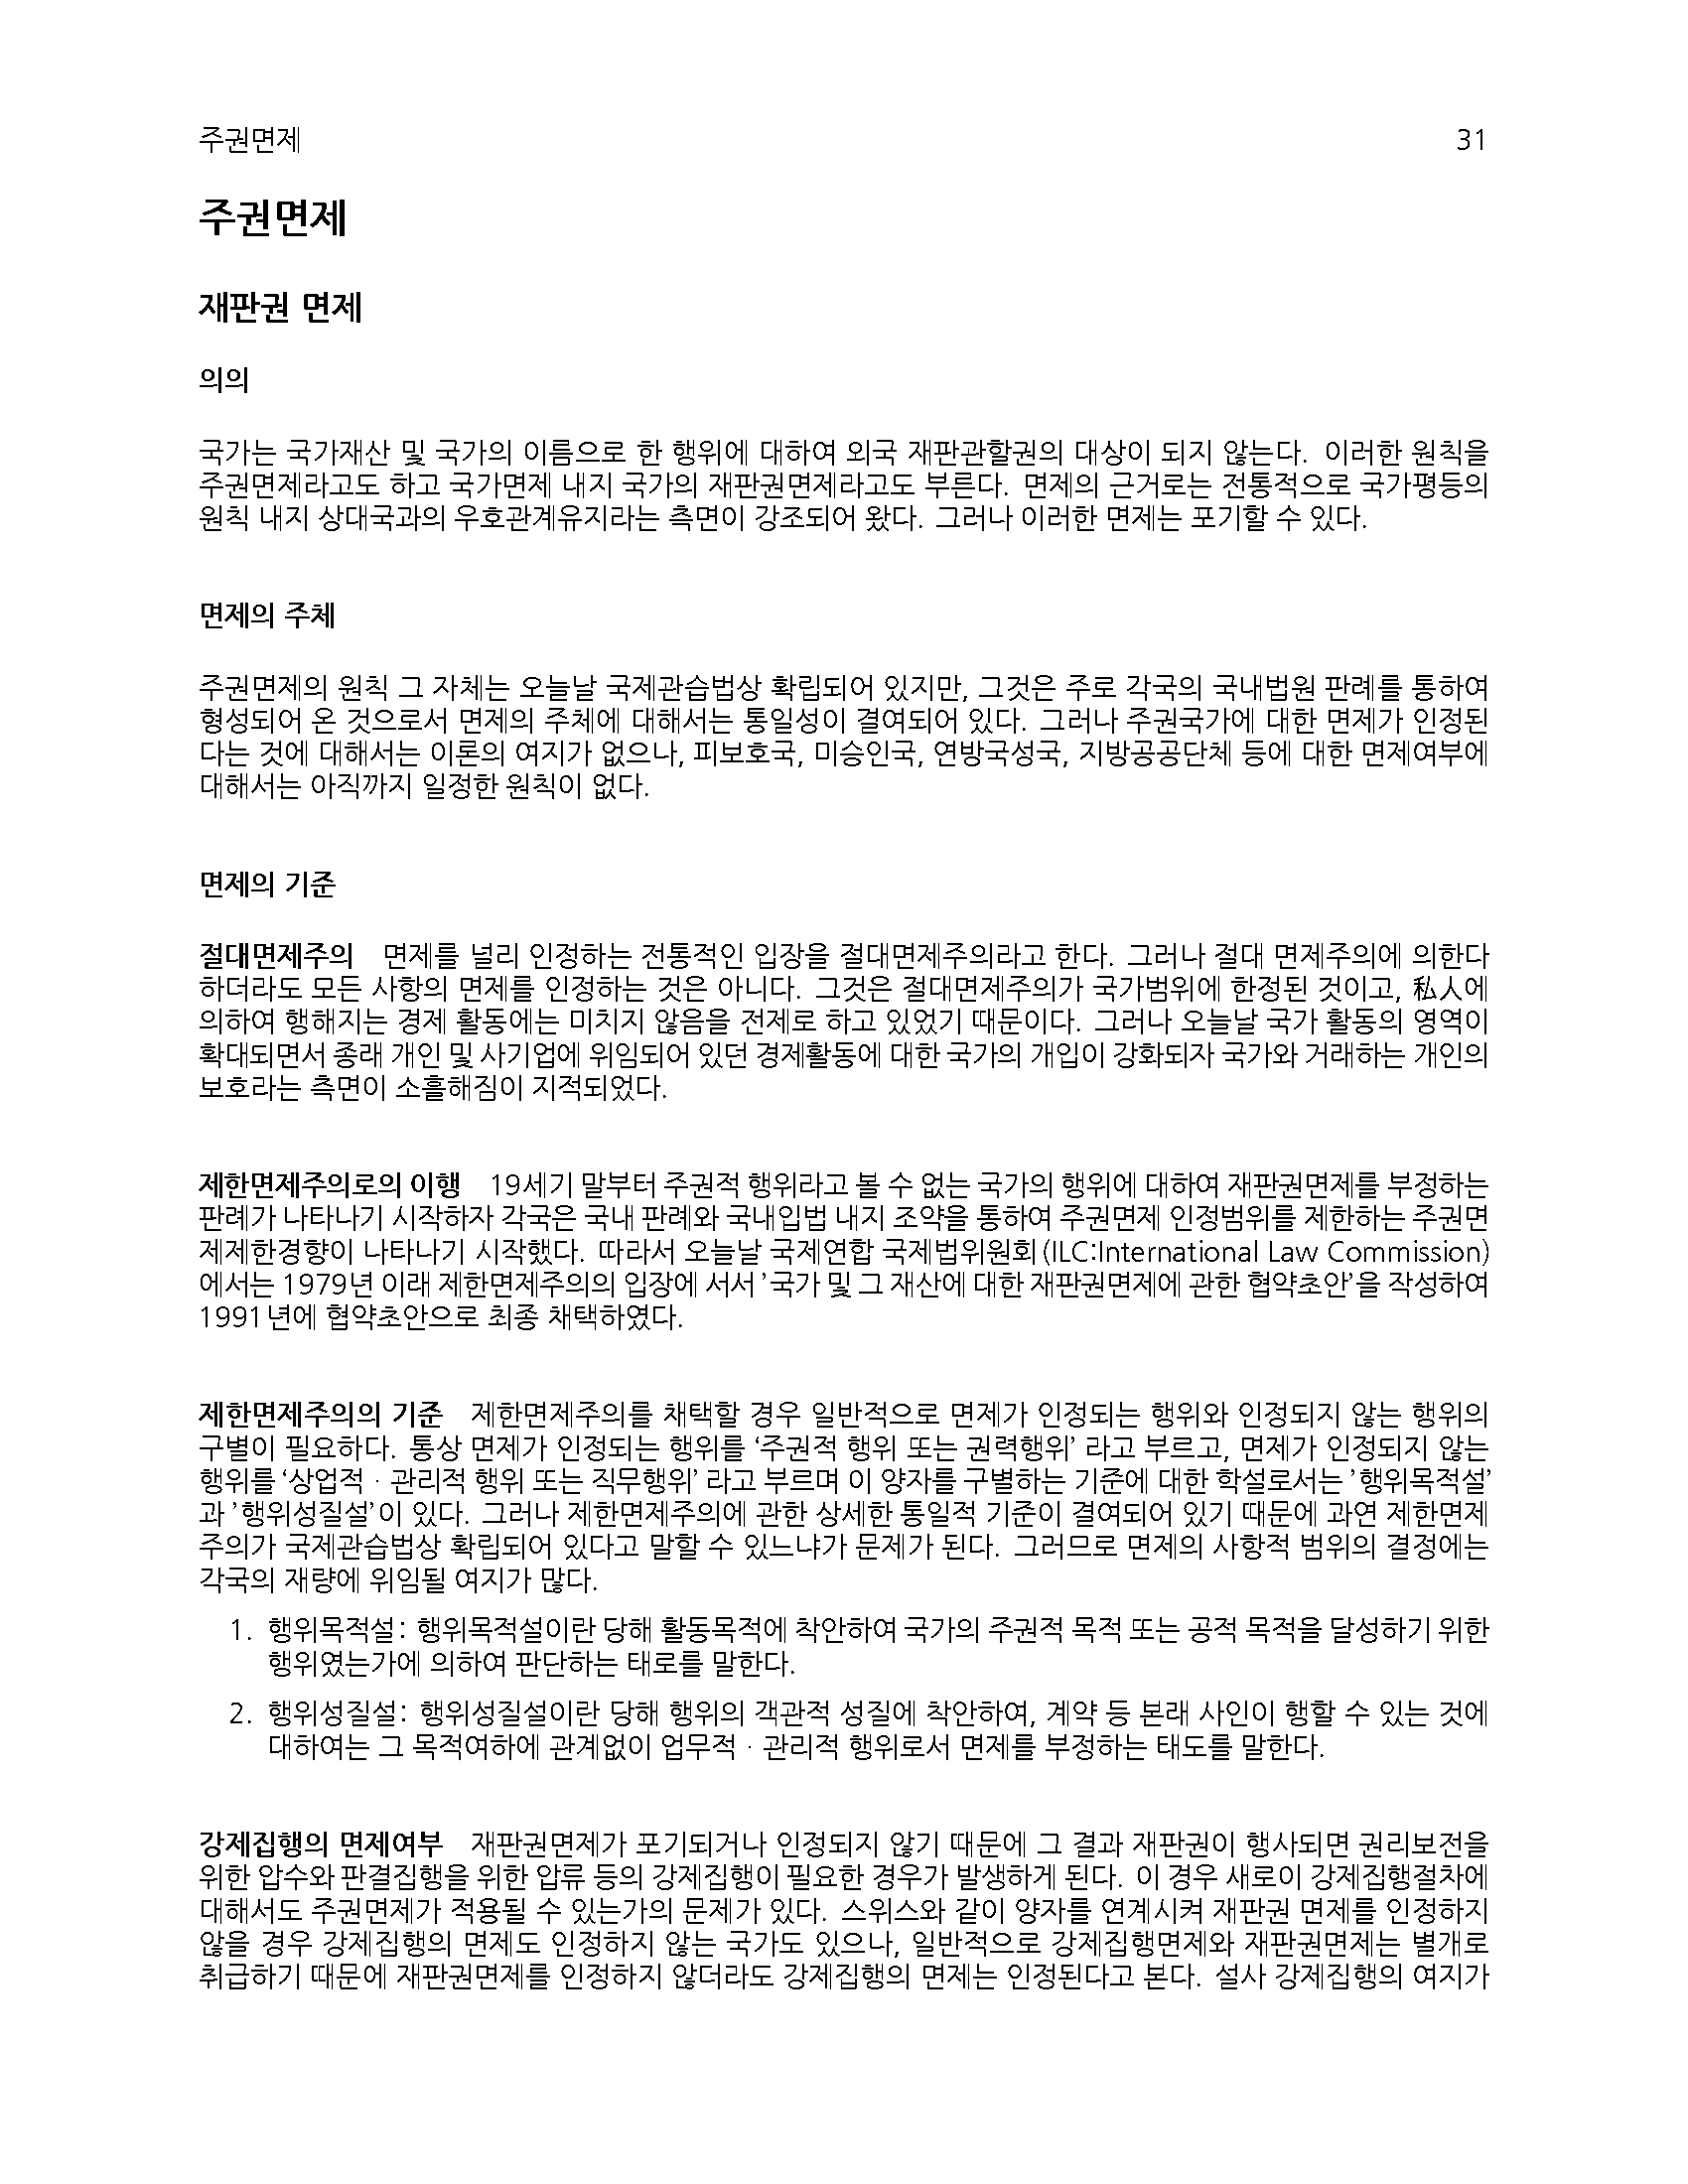 주권면제 31
주권면제
재판권 면제
의의
국가는 국가재산 및 국가의 이름으로 한 행위에 대하여 외국 재판관할권의 대상이 되지 않는다. 이러한 원칙을
주권면제라고도 하고 국가면제 내지 국가의 재판권면제라고도 부른다. 면제의 근거로는 전통적으로 국가평등의
원칙 내지 상대국과의 우호관계유지라는 측면이 강조되어 왔다. 그러나 이러한 면제는 포기할 수 있다.
면제의 주체
주권면제의 원칙 그 자체는 오늘날 국제관습법상 확립되어 있지만, 그것은 주로 각국의 국내법원 판례를 통하여
형성되어 온 것으로서 면제의 주체에 대해서는 통일성이 결여되어 있다. 그러나 주권국가에 대한 면제가 인정된
다는 것에 대해서는 이론의 여지가 없으나, 피보호국, 미승인국, 연방국성국, 지방공공단체 등에 대한 면제여부에
대해서는 아직까지 일정한 원칙이 없다.
면제의 기준
절대면제주의 면제를 널리 인정하는 전통적인 입장을 절대면제주의라고 한다. 그러나 절대 면제주의에 의한다
하더라도 모든 사항의 면제를 인정하는 것은 아니다. 그것은 절대면제주의가 국가범위에 한정된 것이고, 私人에
의하여 행해지는 경제 활동에는 미치지 않음을 전제로 하고 있었기 때문이다. 그러나 오늘날 국가 활동의 영역이
확대되면서 종래 개인 및 사기업에 위임되어 있던 경제활동에 대한 국가의 개입이 강화되자 국가와 거래하는 개인의
보호라는 측면이 소흘해짐이 지적되었다.
제한면제주의로의 이행 19세기 말부터 주권적 행위라고 볼 수 없는 국가의 행위에 대하여 재판권면제를 부정하는
판례가 나타나기 시작하자 각국은 국내 판례와 국내입법 내지 조약을 통하여 주권면제 인정범위를 제한하는 주권면
제제한경향이 나타나기 시작했다. 따라서 오늘날 국제연합 국제법위원회(ILC:International Law Commission)
에서는 1979년 이래 제한면제주의의 입장에 서서 ’국가 및 그 재산에 대한 재판권면제에 관한 협약초안’을 작성하여
1991년에 협약초안으로 최종 채택하였다.
제한면제주의의 기준 제한면제주의를 채택할 경우 일반적으로 면제가 인정되는 행위와 인정되지 않는 행위의
구별이 필요하다. 통상 면제가 인정되는 행위를 ‘주권적 행위 또는 권력행위’ 라고 부르고, 면제가 인정되지 않는
행위를 ‘상업적 · 관리적 행위 또는 직무행위’ 라고 부르며 이 양자를 구별하는 기준에 대한 학설로서는 ’행위목적설’
과 ’행위성질설’이 있다. 그러나 제한면제주의에 관한 상세한 통일적 기준이 결여되어 있기 때문에 과연 제한면제
주의가 국제관습법상 확립되어 있다고 말할 수 있느냐가 문제가 된다. 그러므로 면제의 사항적 범위의 결정에는
각국의 재량에 위임될 여지가 많다.
1. 행위목적설: 행위목적설이란 당해 활동목적에 착안하여 국가의 주권적 목적 또는 공적 목적을 달성하기 위한
행위였는가에 의하여 판단하는 태로를 말한다.
2. 행위성질설: 행위성질설이란 당해 행위의 객관적 성질에 착안하여, 계약 등 본래 사인이 행할 수 있는 것에
대하여는 그 목적여하에 관계없이 업무적 · 관리적 행위로서 면제를 부정하는 태도를 말한다.
강제집행의 면제여부 재판권면제가 포기되거나 인정되지 않기 때문에 그 결과 재판권이 행사되면 권리보전을
위한 압수와 판결집행을 위한 압류 등의 강제집행이 필요한 경우가 발생하게 된다. 이 경우 새로이 강제집행절차에
대해서도 주권면제가 적용될 수 있는가의 문제가 있다. 스위스와 같이 양자를 연계시켜 재판권 면제를 인정하지
않을 경우 강제집행의 면제도 인정하지 않는 국가도 있으나, 일반적으로 강제집행면제와 재판권면제는 별개로
취급하기 때문에 재판권면제를 인정하지 않더라도 강제집행의 면제는 인정된다고 본다. 설사 강제집행의 여지가